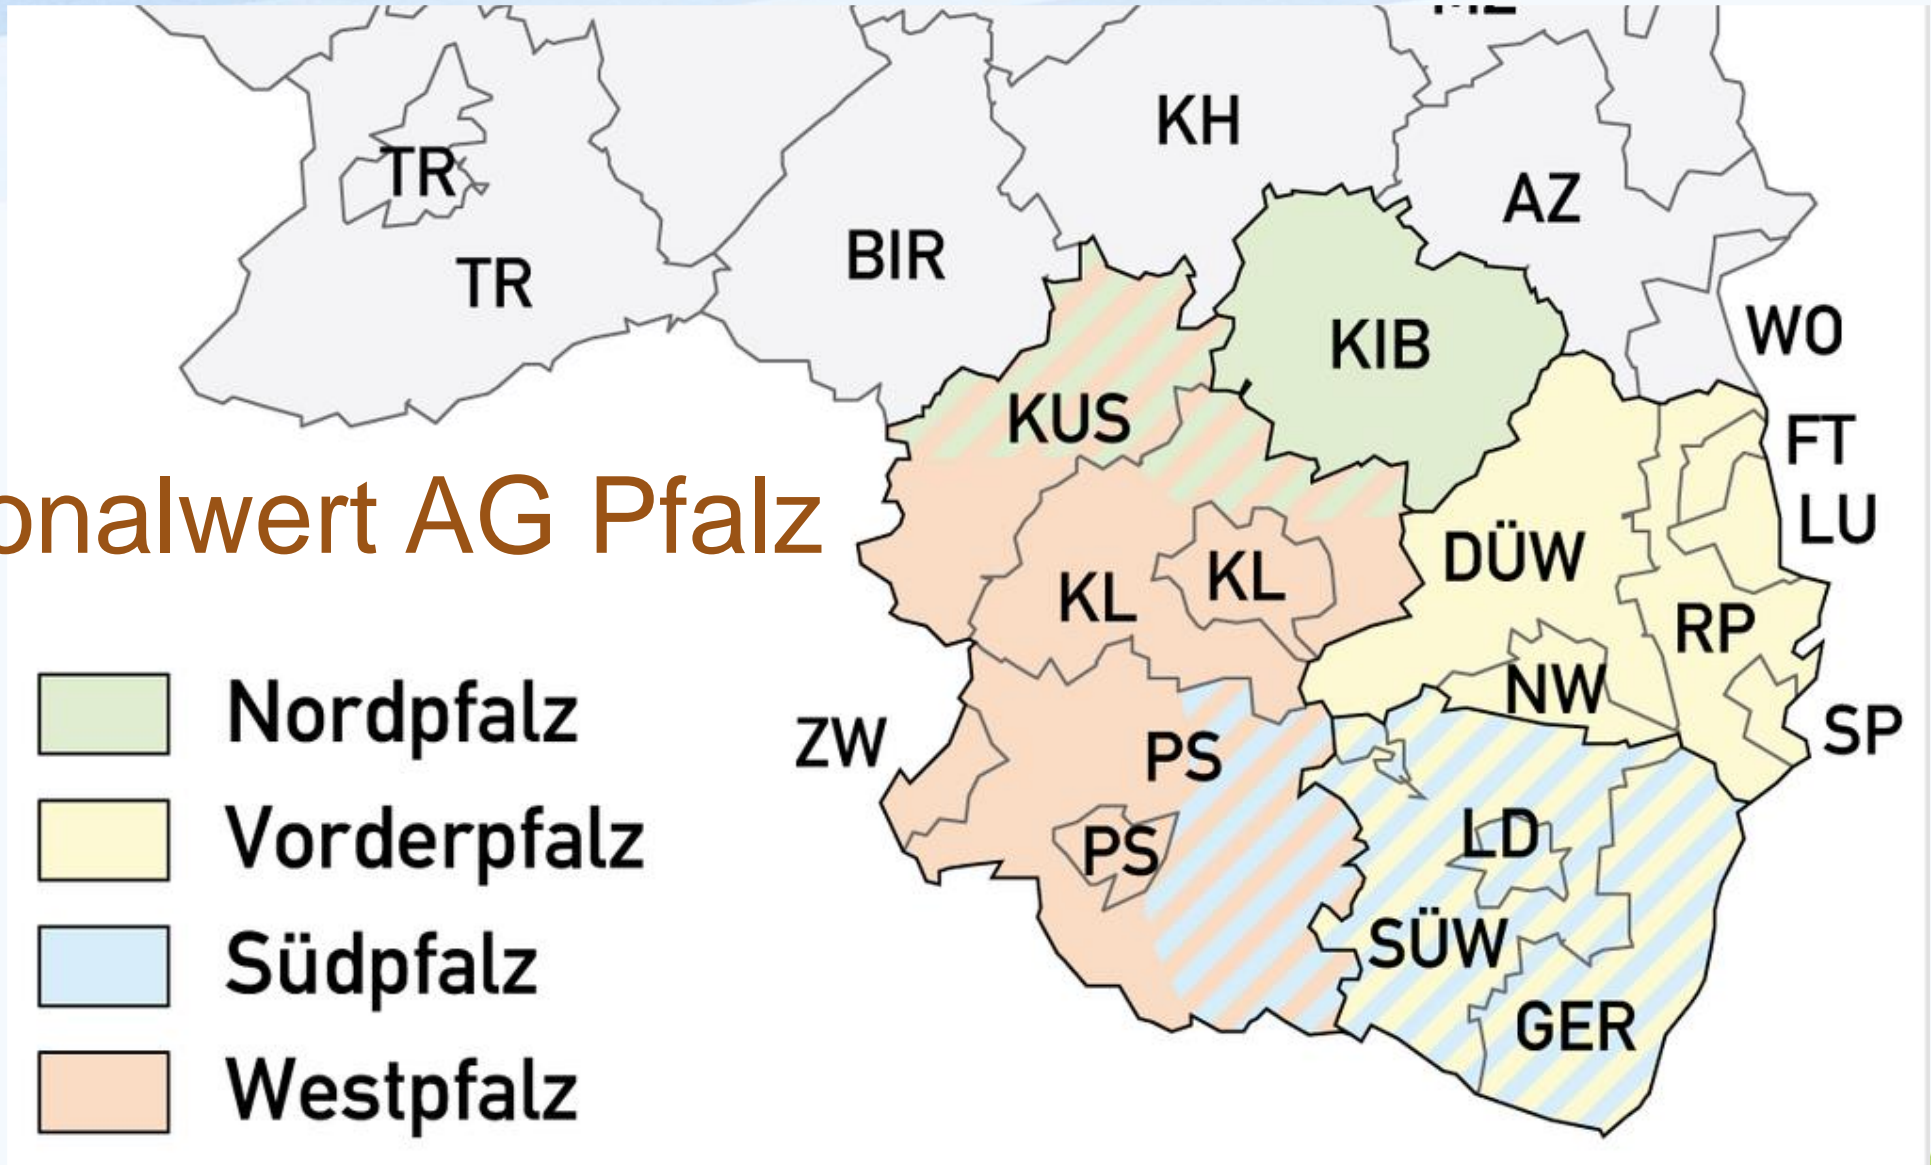 KH
TR
AZ
BIR
TR
WO
KIB
KUS
FT
onalwert AG Pfalz
LU
DÜW
KL
KL
RP
NW
Nordpfalz
ZW
PS
SP
Vorderpfalz
LD
PS
SÜW
Südpfalz
GER
Westpfalz